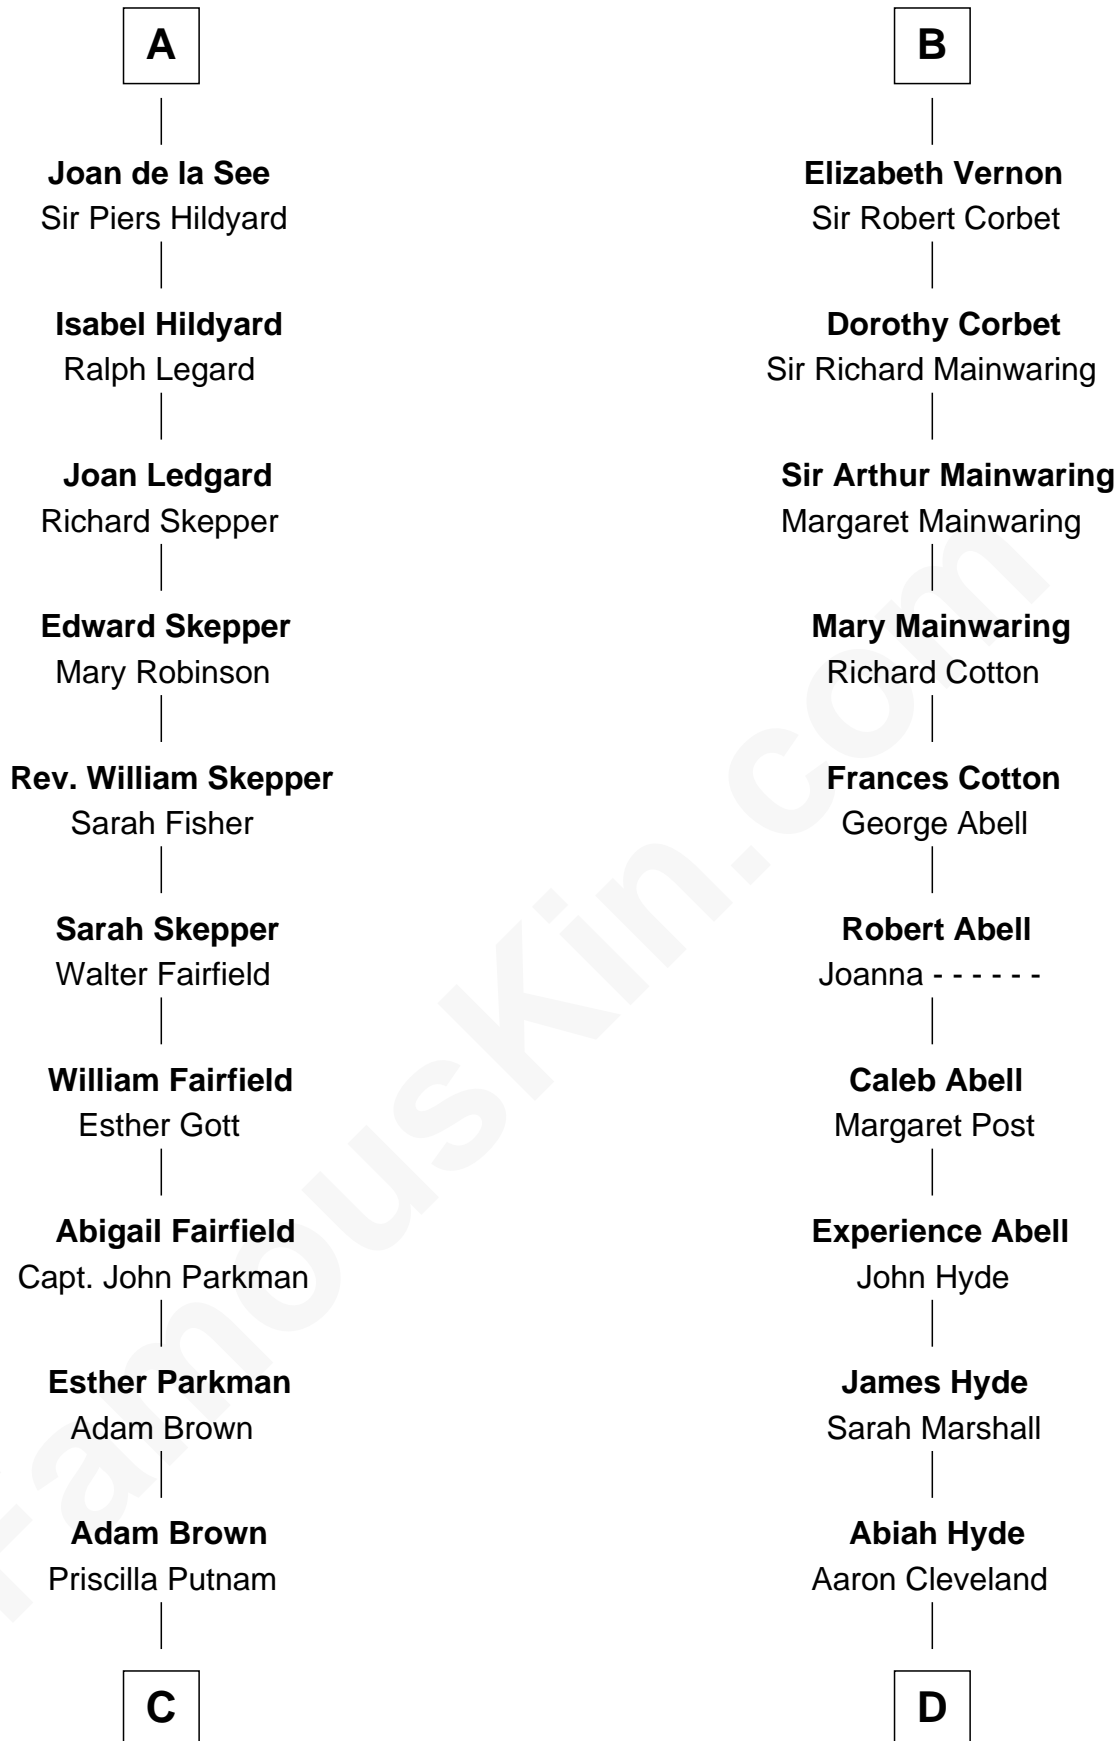 A
Joan de la See
Sir Piers Hildyard
Isabel Hildyard
Ralph Legard
Joan Ledgard
Richard Skepper
Edward Skepper
Mary Robinson
Rev. William Skepper
Sarah Fisher
Sarah Skepper
Walter Fairfield
William Fairfield
Esther Gott
Abigail Fairfield
Capt. John Parkman
Esther Parkman
Adam Brown
Adam Brown
Priscilla Putnam
C
B
Elizabeth Vernon
Sir Robert Corbet
Dorothy Corbet
Sir Richard Mainwaring
Sir Arthur Mainwaring
Margaret Mainwaring
Mary Mainwaring
Richard Cotton
Frances Cotton
George Abell
Robert Abell
Joanna - - - - - -
Caleb Abell
Margaret Post
Experience Abell
John Hyde
James Hyde
Sarah Marshall
Abiah Hyde
Aaron Cleveland
D
FamousKin.com